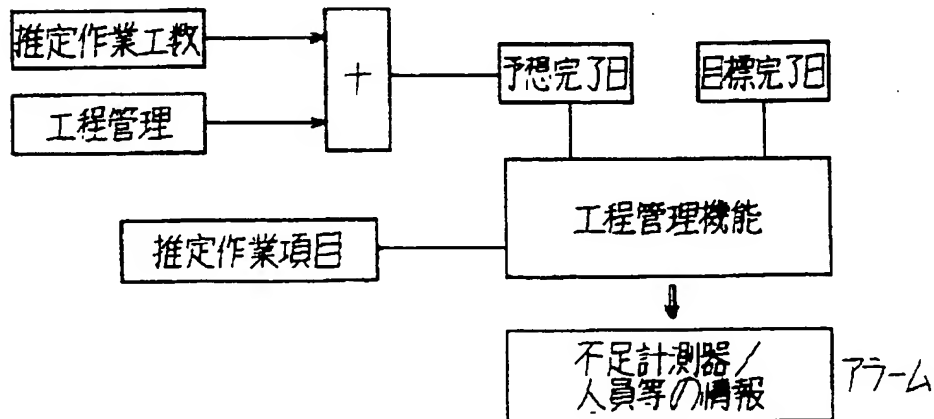 推定作業工数
工程管理
+
予想完了日
目標完了日
工程管理機能
推定作業項目
不足計測器/
人員等の情報
アラーム